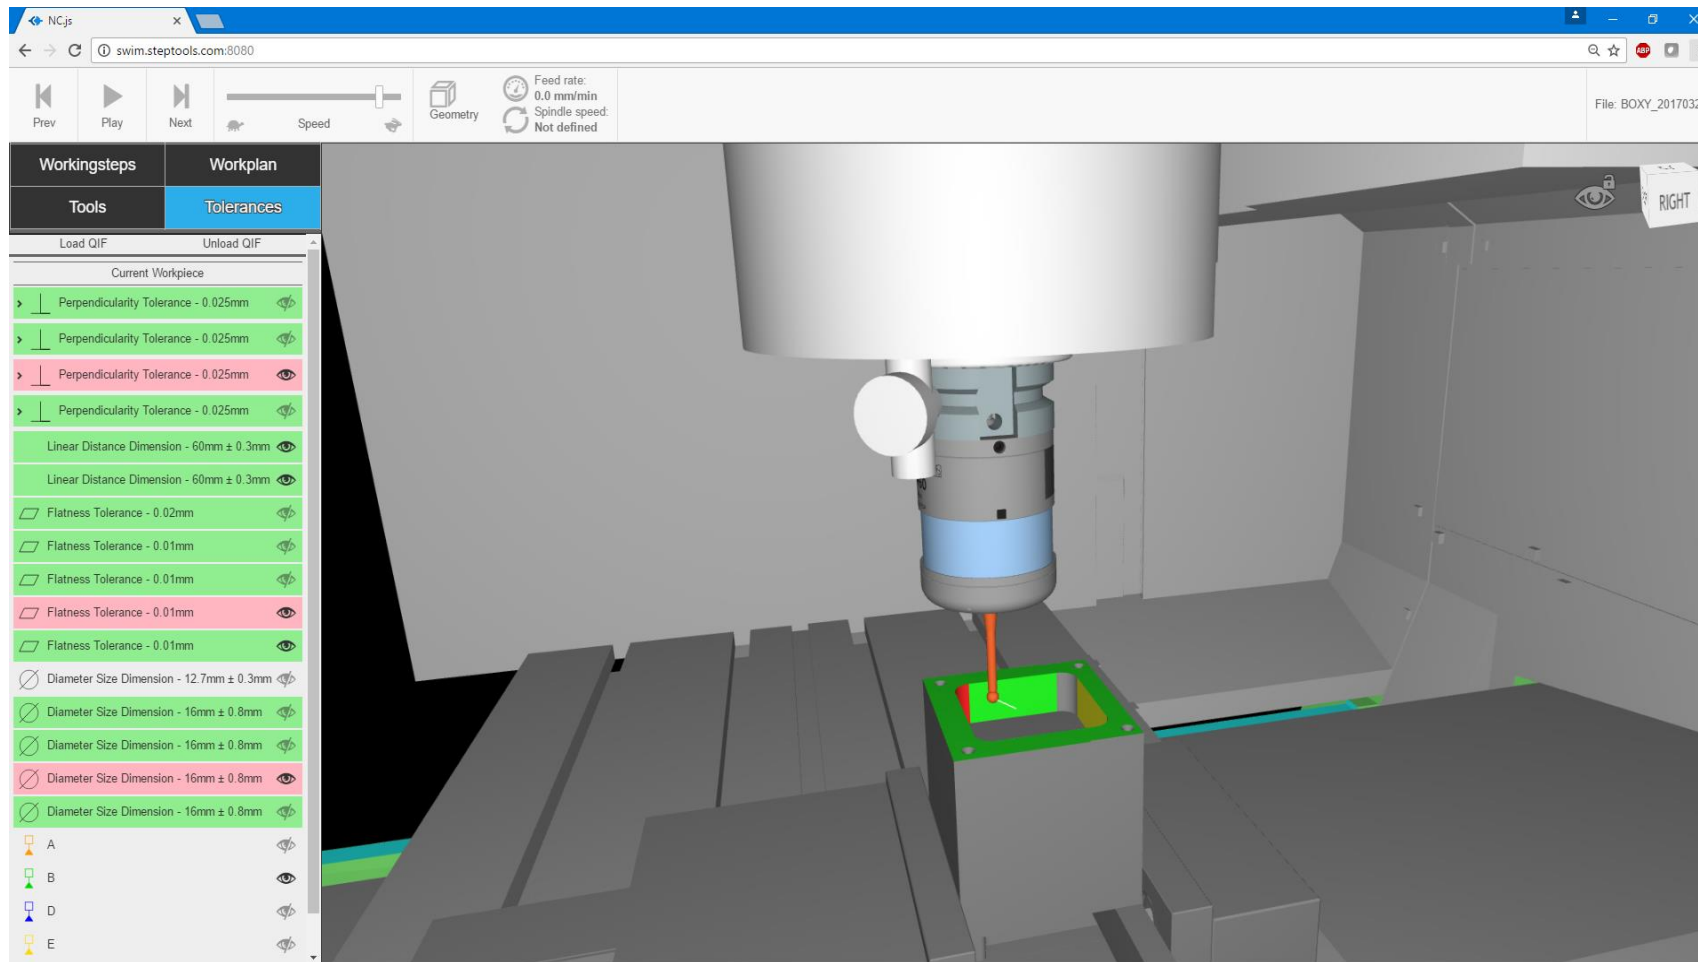 NC.js
swim.steptools.com:8080
ABP
Prev
Play
Next
Speed
Geometry
Feed rate:
0.0 mm/min
Spindle speed:
Not defined
File: BOXY_2017032
Workingsteps
Workplan
Tools
Tolerances
Load QIF
Unload QIF
Current Workpiece
Perpendicularity Tolerance - 0.025mm
Perpendicularity Tolerance - 0.025mm
Perpendicularity Tolerance - 0.025mm
Perpendicularity Tolerance - 0.025mm
Linear Distance Dimension - 60mm ± 0.3mm
Linear Distance Dimension - 60mm ± 0.3mm
Flatness Tolerance - 0.02mm
Flatness Tolerance - 0.01mm
Flatness Tolerance - 0.01mm
Flatness Tolerance - 0.01mm
Flatness Tolerance - 0.01mm
Diameter Size Dimension - 12.7mm ± 0.3mm
Diameter Size Dimension - 16mm ± 0.8mm
Diameter Size Dimension - 16mm ± 0.8mm
Diameter Size Dimension - 16mm ± 0.8mm
Diameter Size Dimension - 16mm ± 0.8mm
A
B
D
E
RIGHT